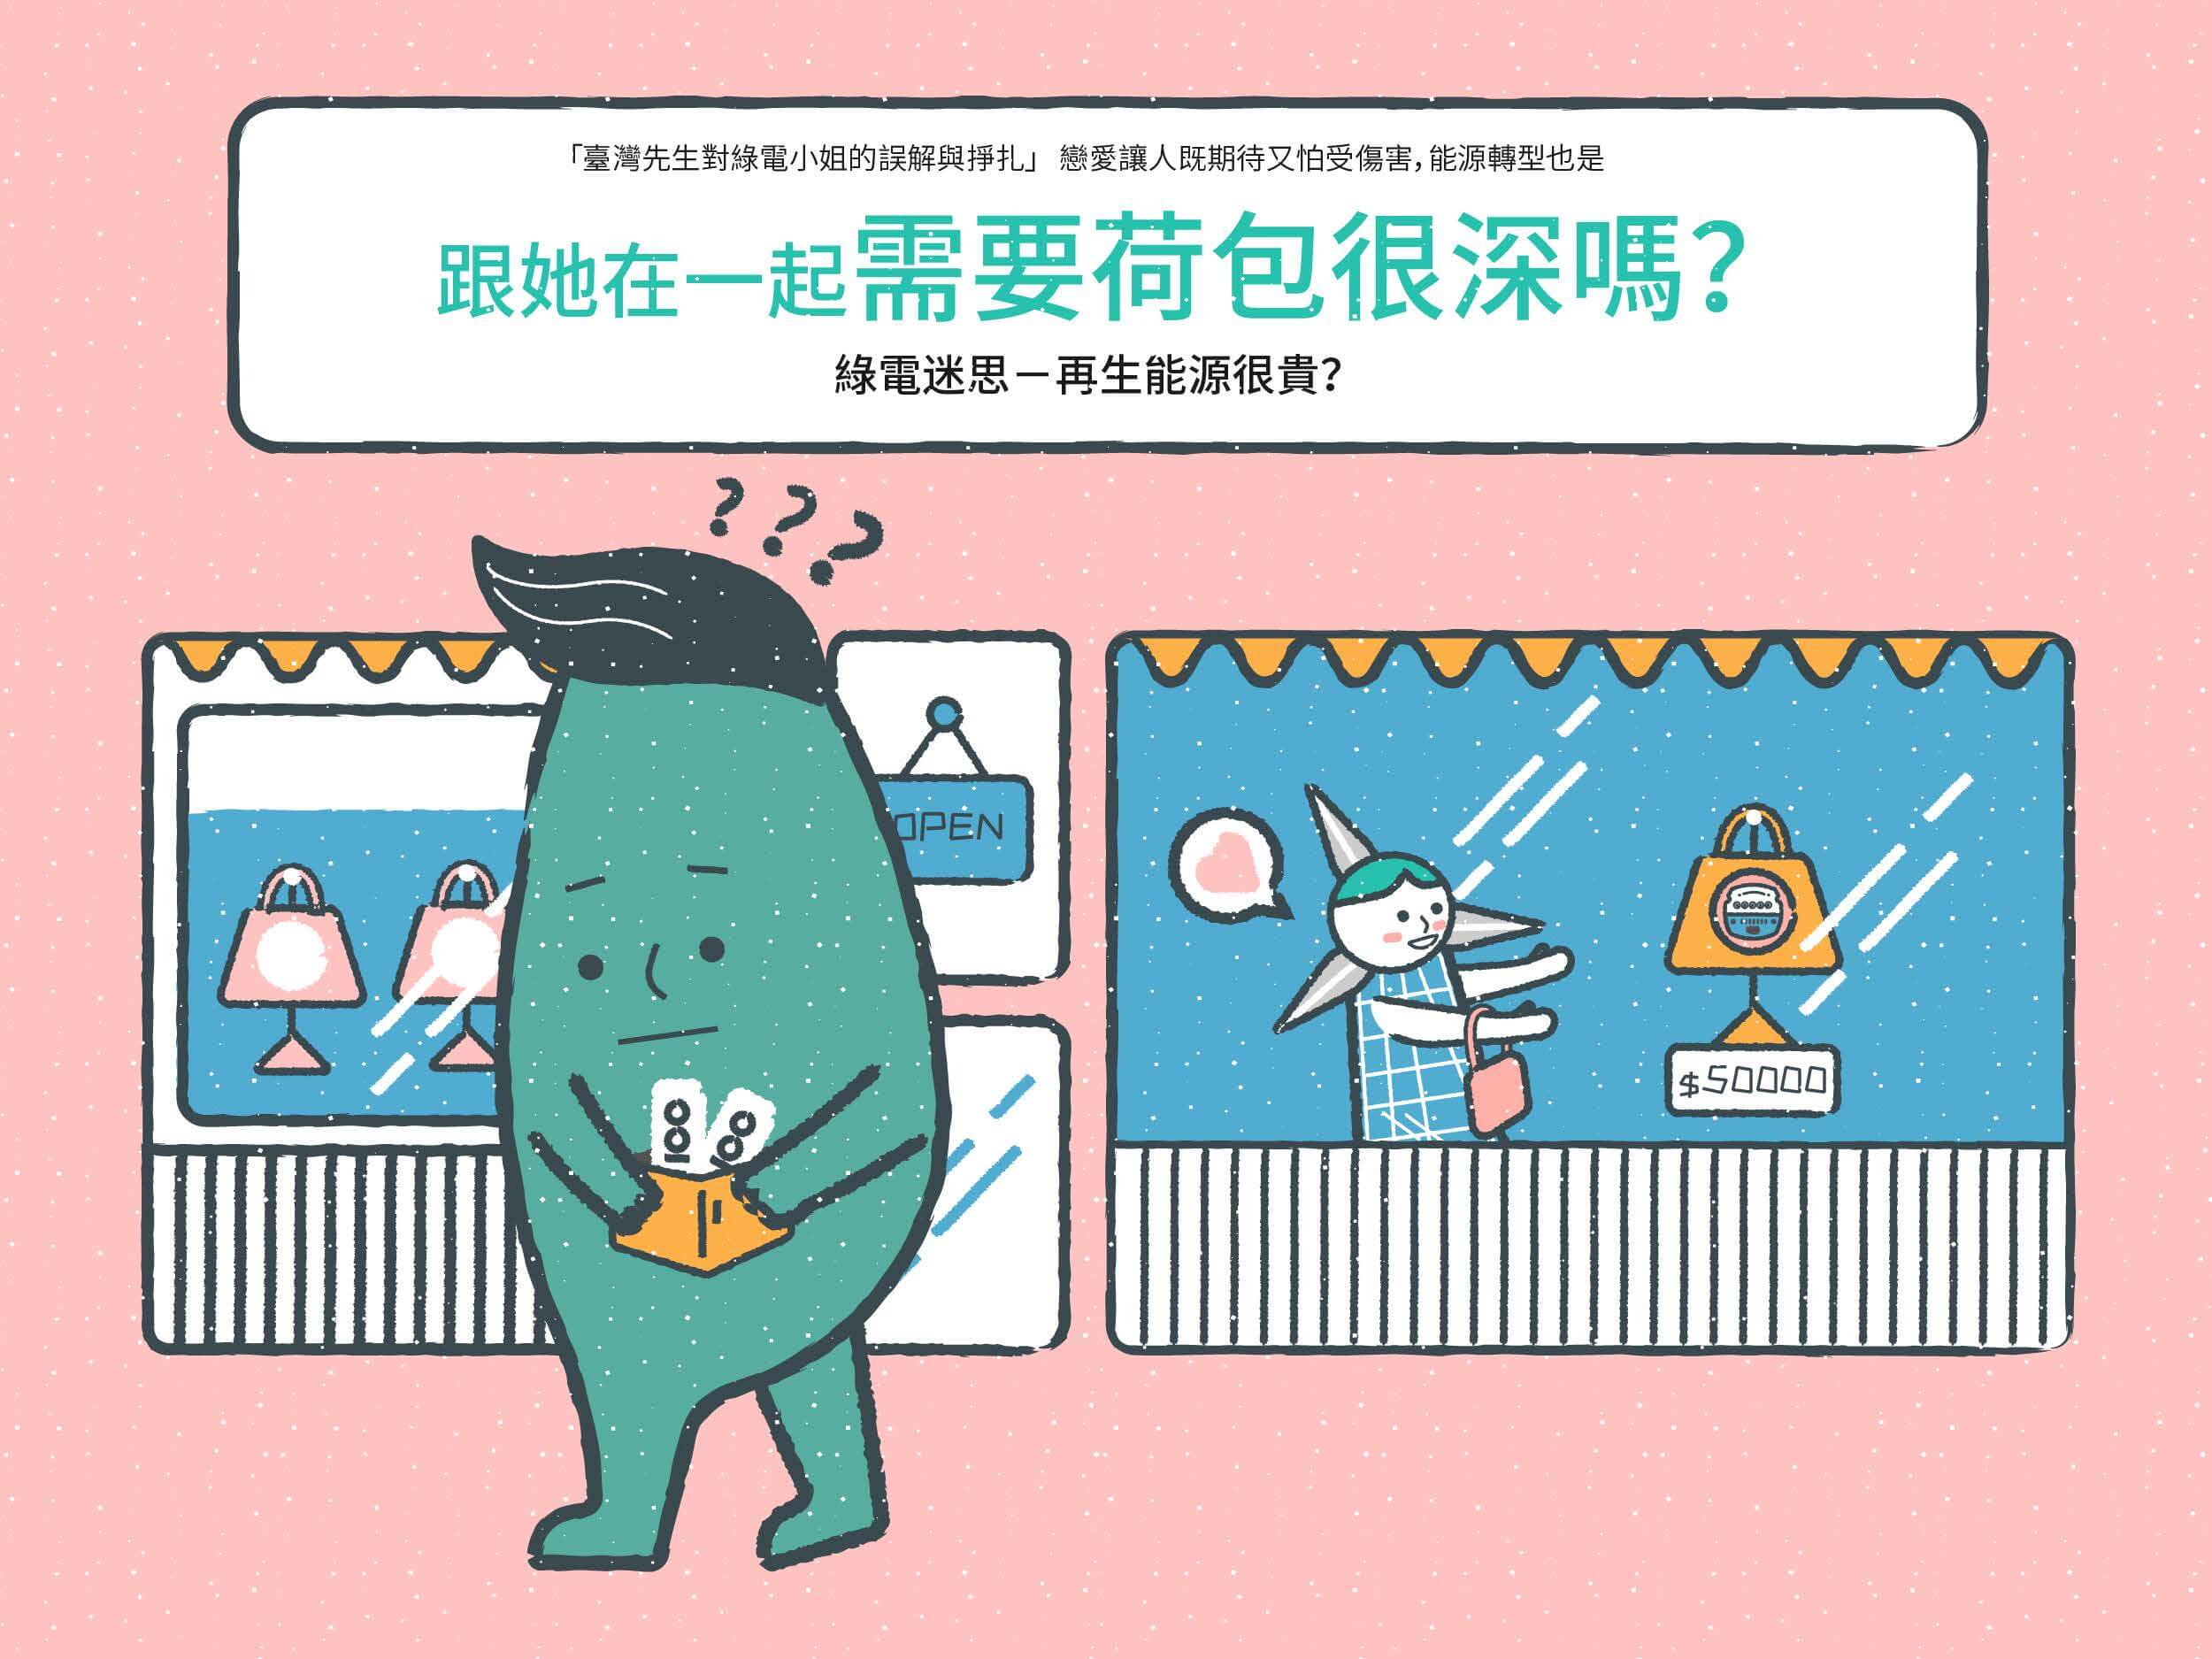 「臺灣先生對綠電小姐的誤解與掙扎」 戀愛讓人既期待又怕受傷害，能源轉型也是
跟她在一起需要荷包很深嗎？
綠電迷思－再生能源很貴？
???
OPEN
100
100
$50000